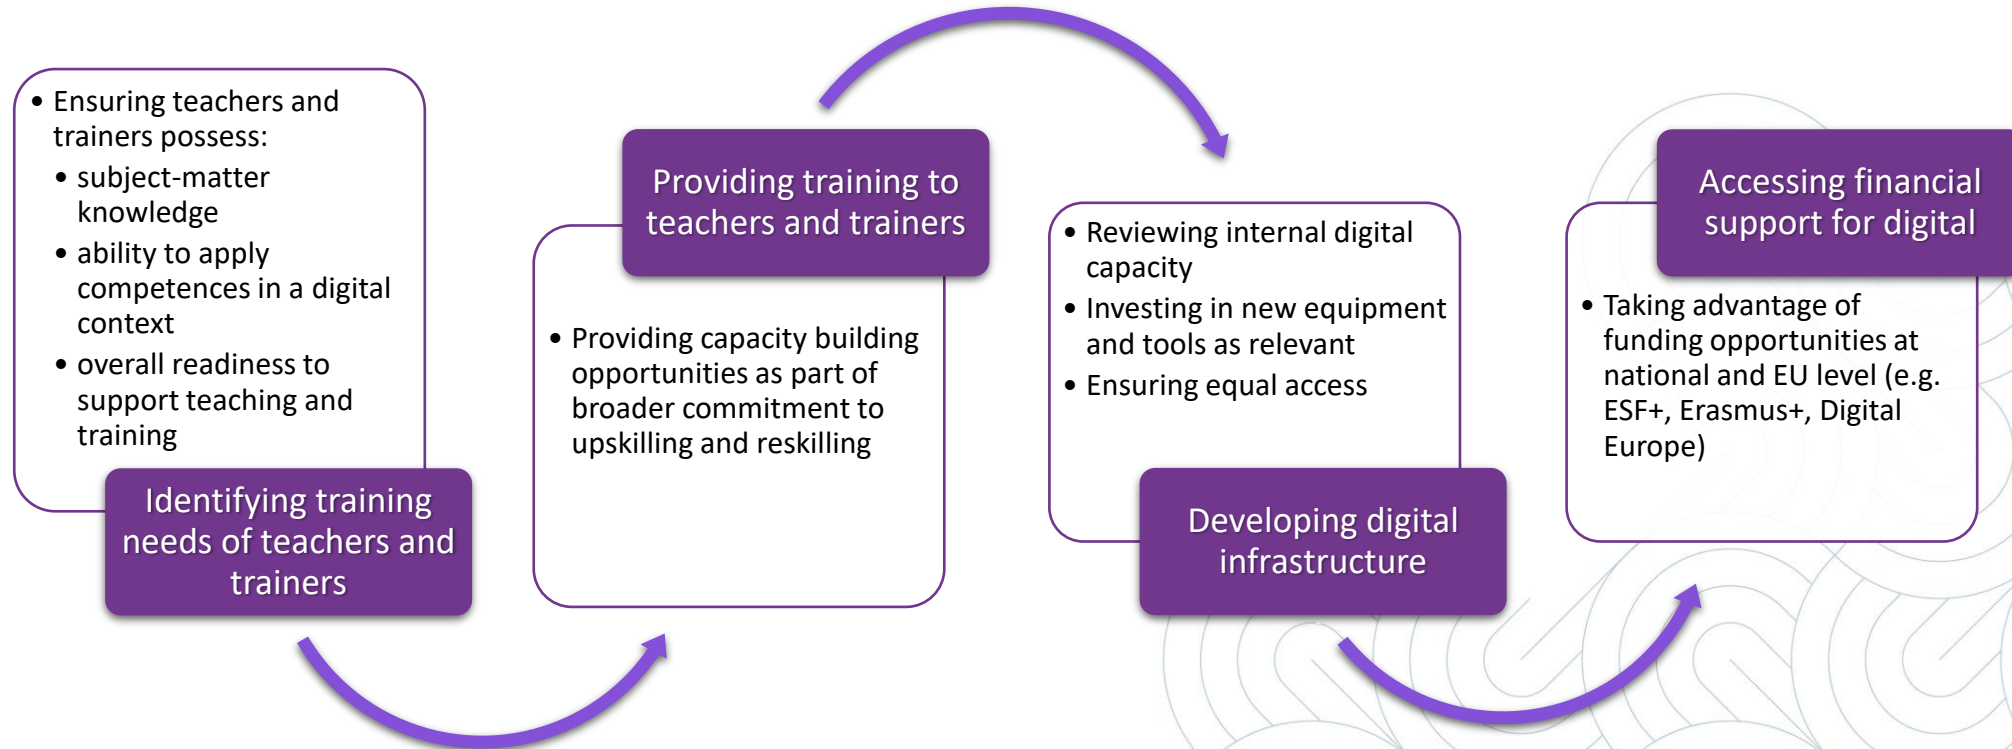 • Ensuring teachers and
trainers possess:
• subject-matter
knowledge
• ability to apply
competences in a digital
context
• overall readiness to
support teaching and
training
Identifying training
needs of teachers and
trainers
Providing training to
teachers and trainers
• Providing capacity building
opportunities as part of
broader commitment to
upskilling and reskilling
• Reviewing internal digital
capacity
• Investing in new equipment
and tools as relevant
• Ensuring equal access
Developing digital
infrastructure
Accessing financial
support for digital
• Taking advantage of
funding opportunities at
national and EU level (e.g.
ESF+, Erasmus+, Digital
Europe)